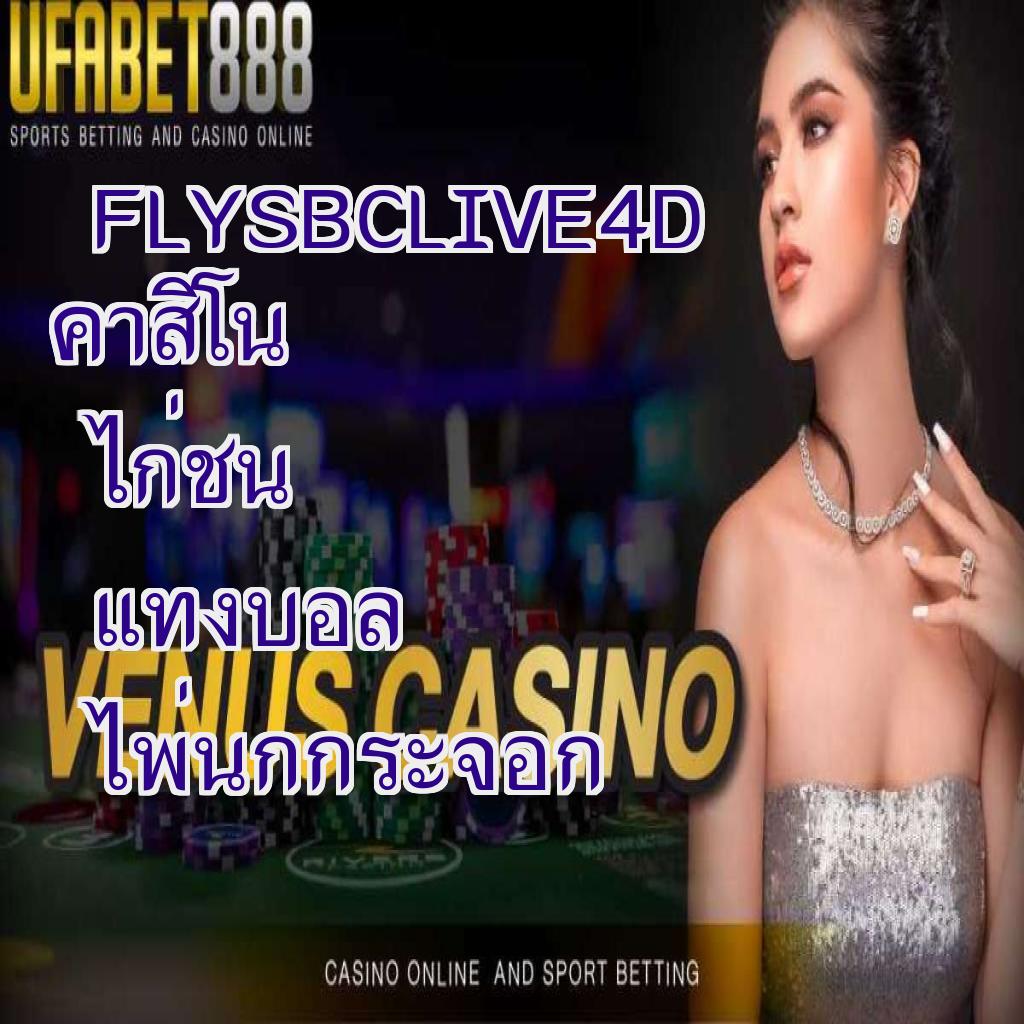 UFABET888
SPORTS BETTING AND CASINO ONLINE
FLYSBCLIVE4D
คาสิโน
ไก่ชน
แทงบอล
VENUS CASINO
ไพ่นกกระจอก
CASINO ONLINE AND SPORT BETTING